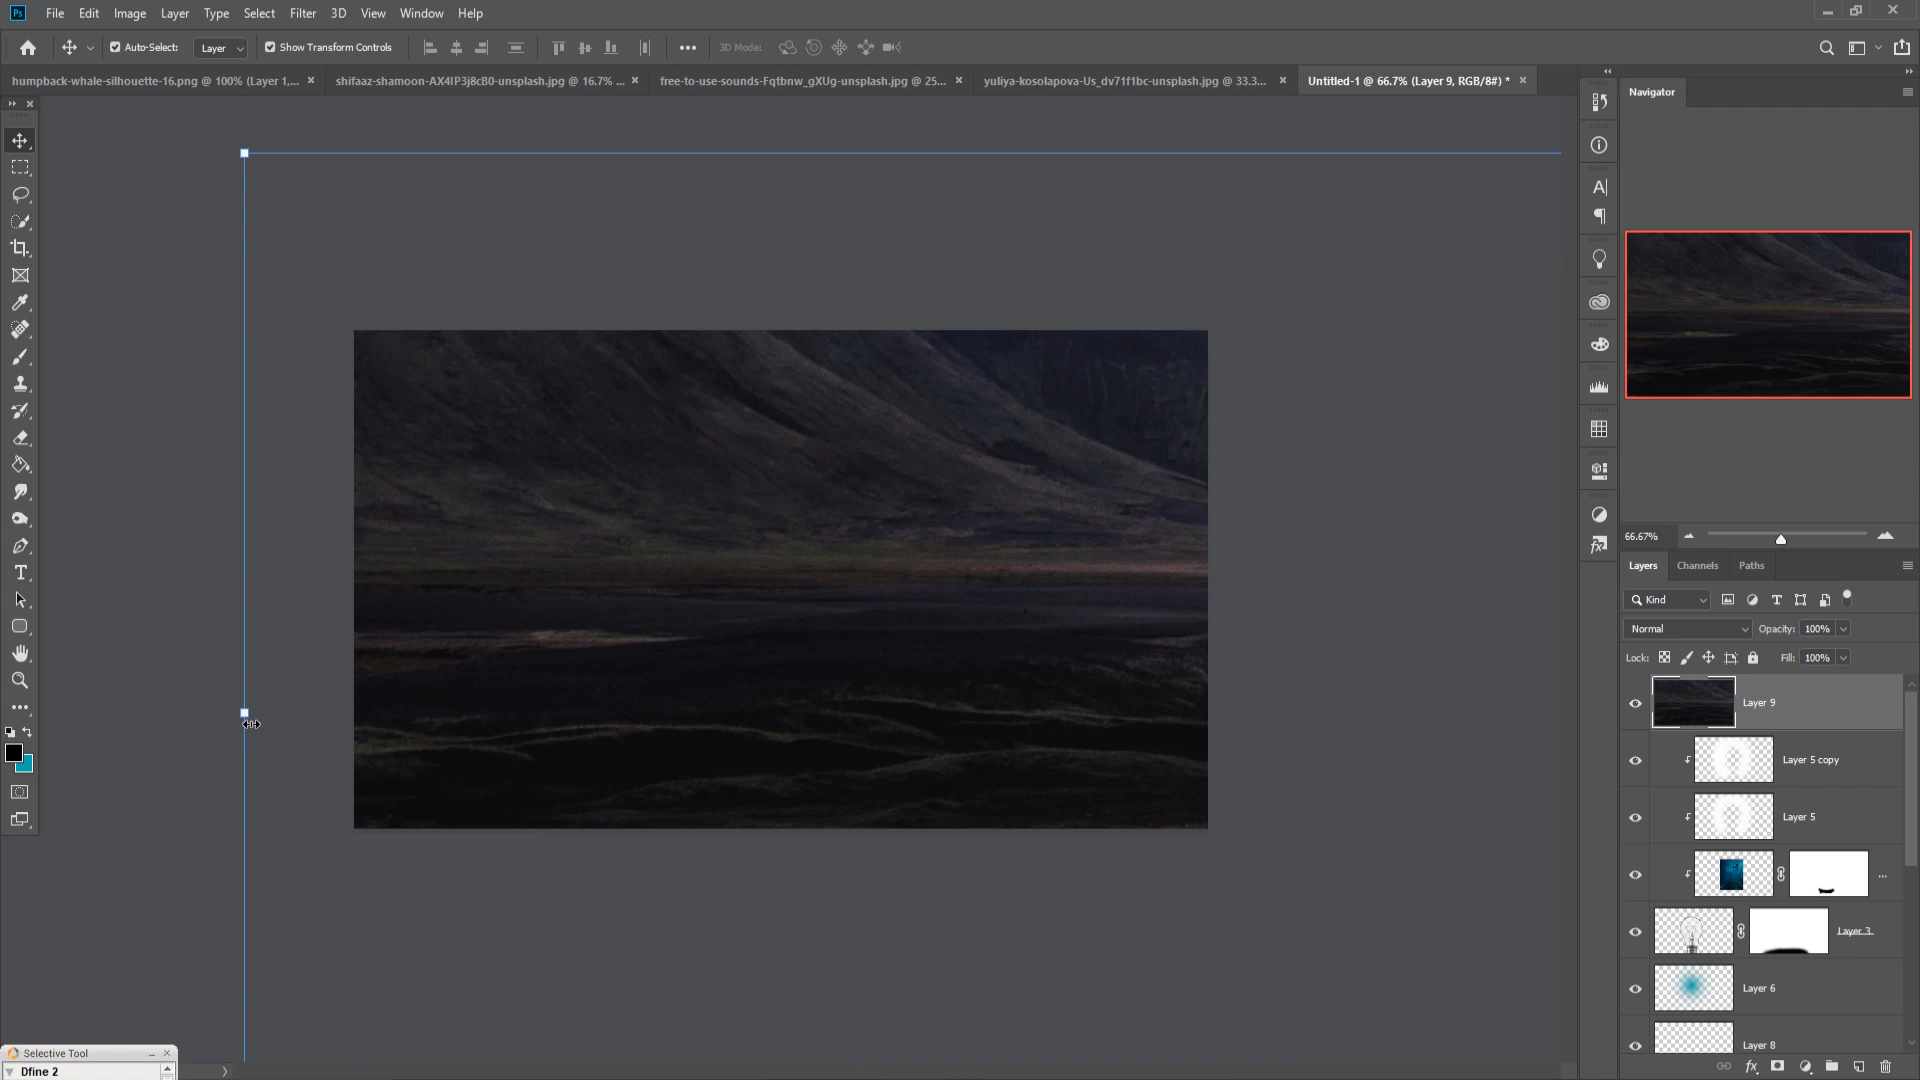 Ps File Edit Image Layer Type Select Filter 3D View Window Help
Auto-Select: Layer Show Transform Controls 3D Mode:
humpback-whale-silhouette-16.png @ 100% (Layer 1,... shifaaz-shamoon-AX4IP3j8cB0-unsplash.jpg @ 16.7% ... free-to-use-sounds-Fqtbnw_gXUg-unsplash.jpg @ 25... yuliya-kosolapova-Us_dv71f1bc-unsplash.jpg @ 33.3... Untitled-1 @ 66.7% (Layer 9, RGB/8#) *
Navigator
66.67%
Layers Channels Paths
Kind
Normal Opacity: 100%
Lock: Fill: 100%
Layer 9
Layer 5 copy
Layer 5
...
Layer 3
Layer 6
Layer 8
Selective Tool
Dfine 2